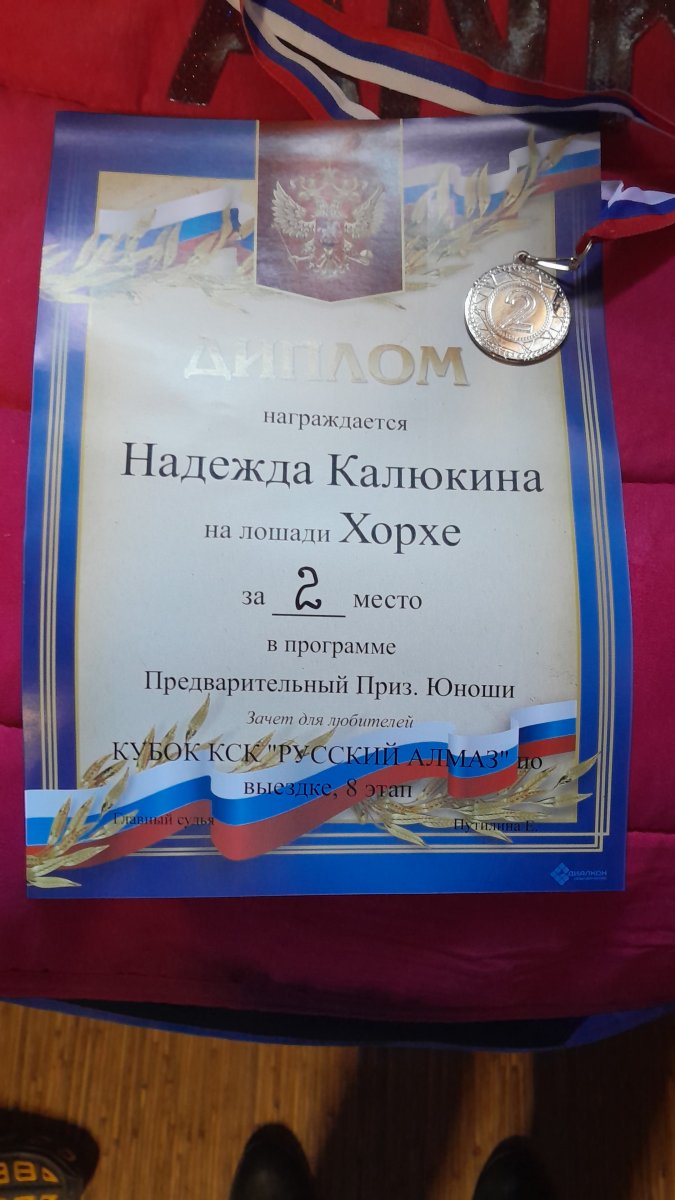 ДИПЛОМ
награждается
Надежда Калюкина
на лошади Хорхе
за 2 место
в программе
Предварительный Приз. Юноши
Зачет для любителей
КУБОК КСК "РУССКИЙ АЛМАЗ" по
выездке, 8 этап
Главный судья Путилина Е.
ДИАЛКОН
2